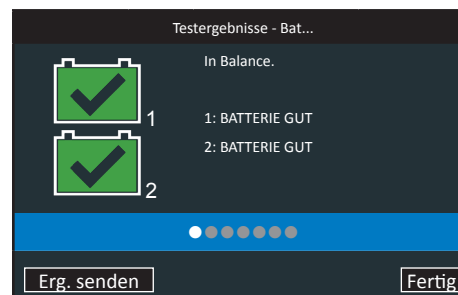 Testergebnisse - Bat...
In Balance.
1
1: BATTERIE GUT
2: BATTERIE GUT
2
Erg. senden
Fertig